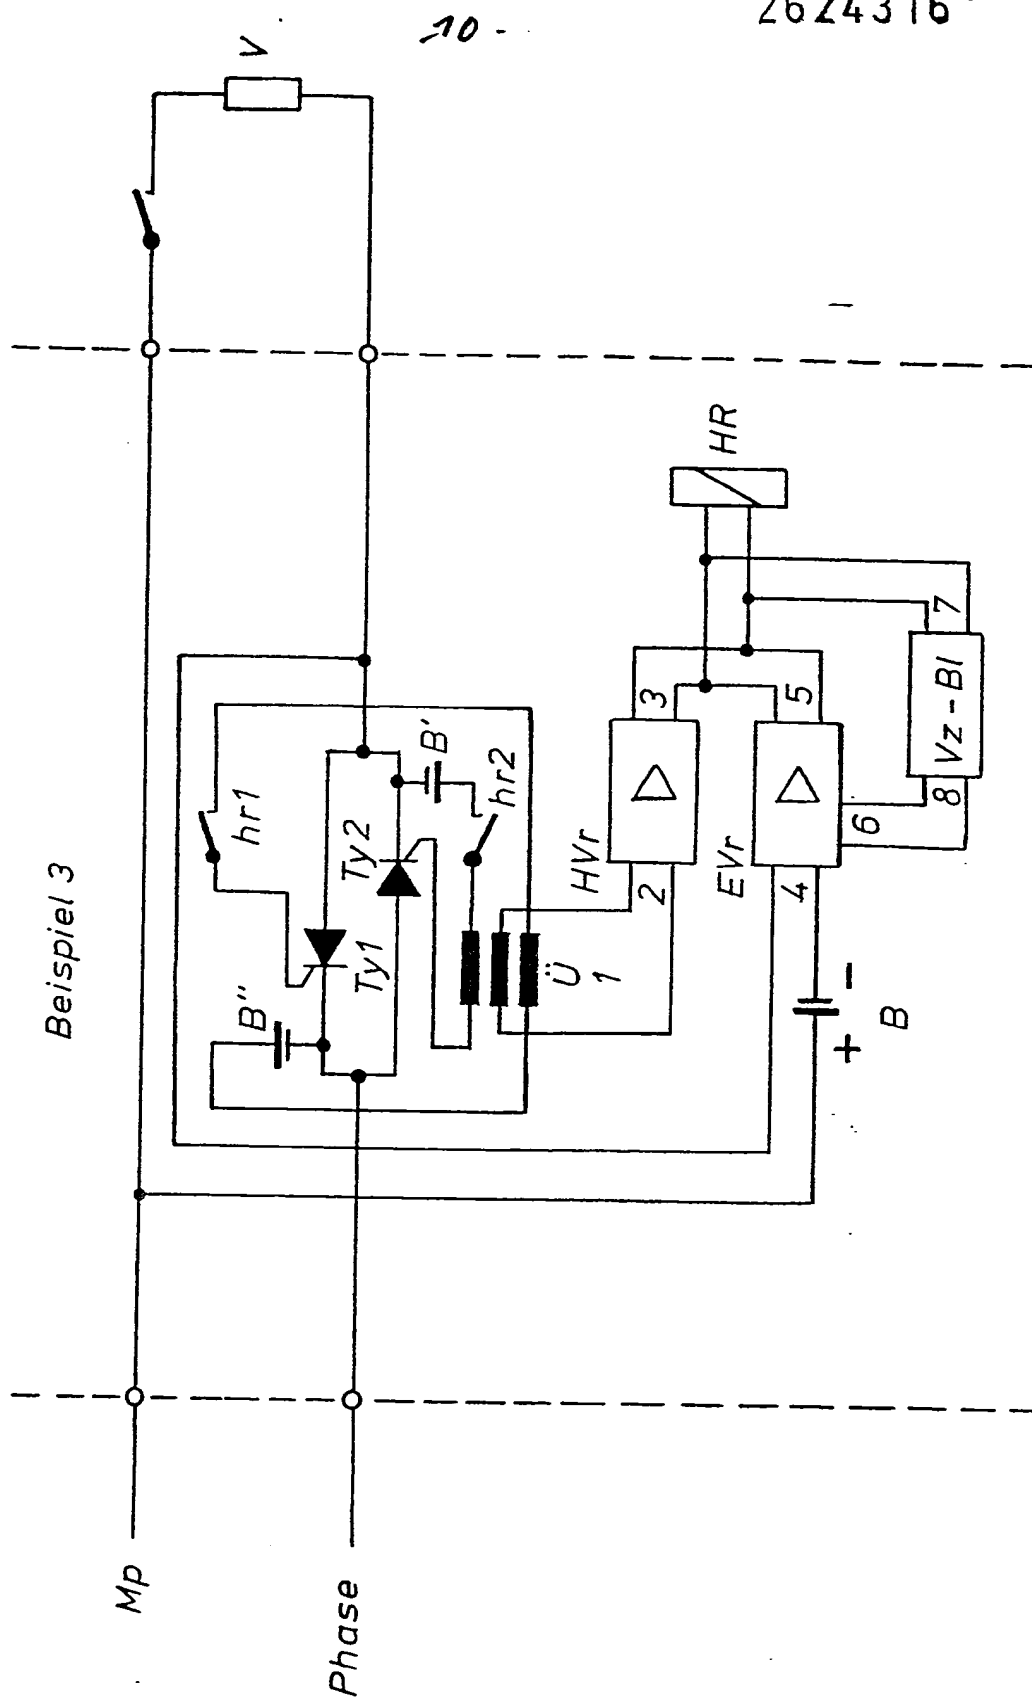 2624316
10 -
Beispiel 3
Mp
Phase
V
B"
hr1
Ty1
Ty2
B'
hr2
Ü
1
HVr
2
3
HR
EVr
4
5
6
7
8
Vz-Bl
+
-
B